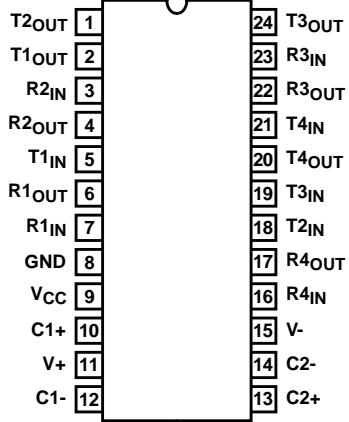 T2OUT 1 24 T3OUT
T1OUT 2 23 R3IN
R2IN 3 22 R3OUT
R2OUT 4 21 T4IN
T1IN 5 20 T4OUT
R1OUT 6 19 T3IN
R1IN 7 18 T2IN
GND 8 17 R4OUT
VCC 9 16 R4IN
C1+ 10 15 V-
V+ 11 14 C2-
C1- 12 13 C2+